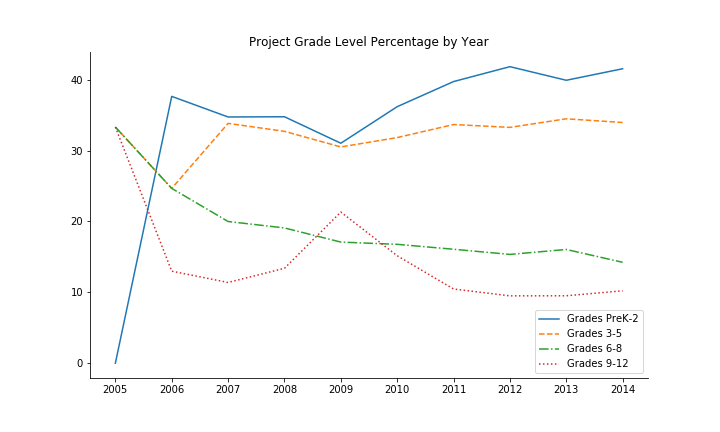 Project Grade Level Percentage by Year
40
30
20
10
0
2005 2006 2007 2008 2009 2010 2011 2012 2013 2014
Grades PreK-2
Grades 3-5
Grades 6-8
Grades 9-12